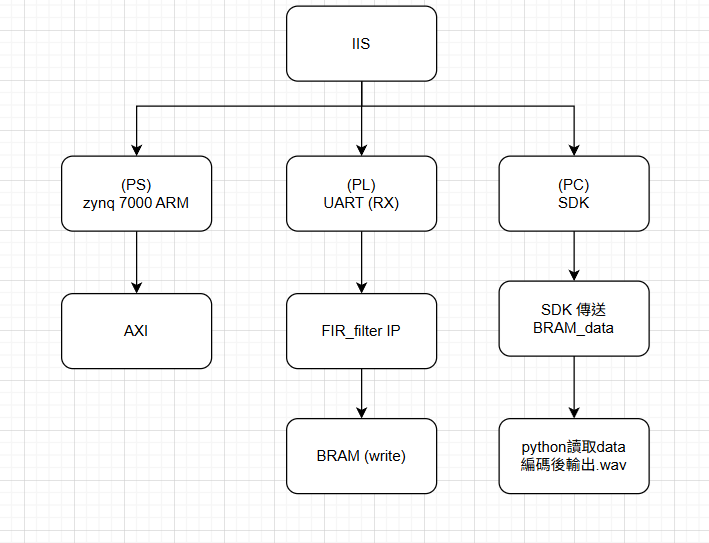 IIS
(PS)
zynq 7000 ARM
(PL)
UART (RX)
(PC)
SDK
AXI
FIR_filter IP
SDK 傳送
BRAM_data
BRAM (write)
python讀取data
編碼後輸出.wav